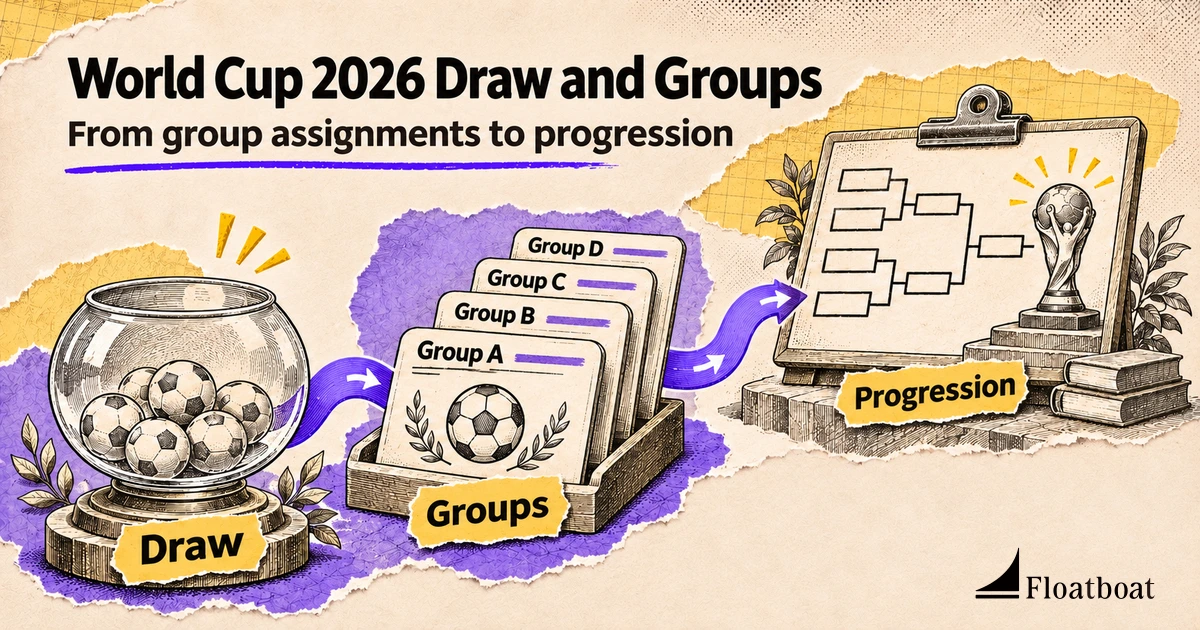 World Cup 2026 Draw and Groups
From group assignments to progression
Group D
Group C
Group B
Group A
Draw
Groups
Progression
Floatboat